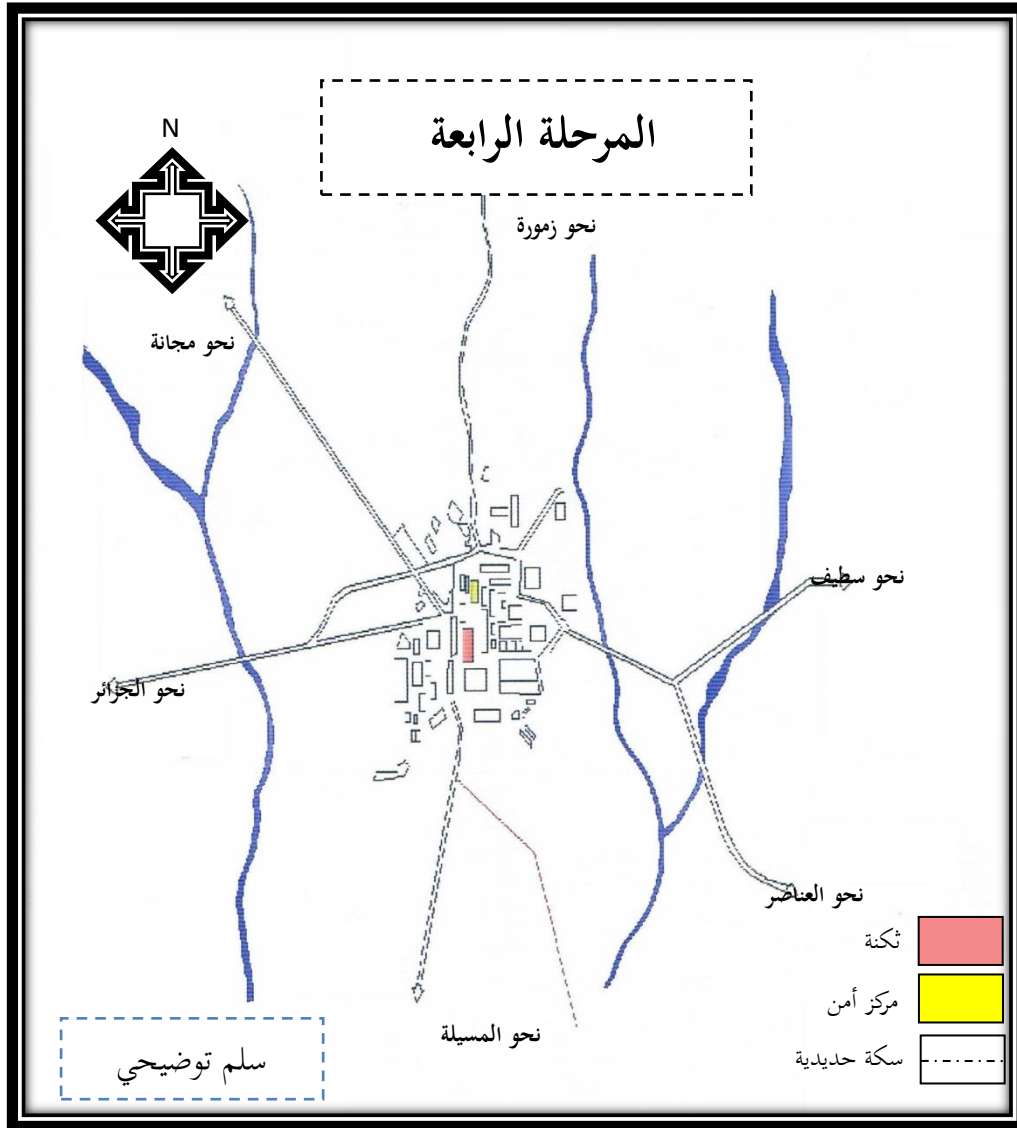 المرحلة الرابعة
N
نحو زمورة
نحو مجانة
نحو سطيف
نحو الجزائر
نحو العناصر
نحو المسيلة
ثكنة
مركز أمن
سكة حديدية
سلم توضيحي